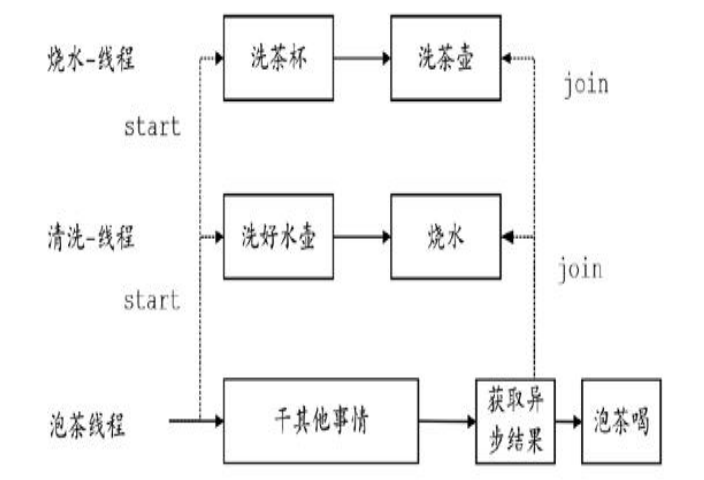 烧水-线程
洗茶杯
洗茶壶
join
start
清洗-线程
洗好水壶
烧水
join
start
泡茶线程
干其他事情
获取异
步结果
泡茶喝